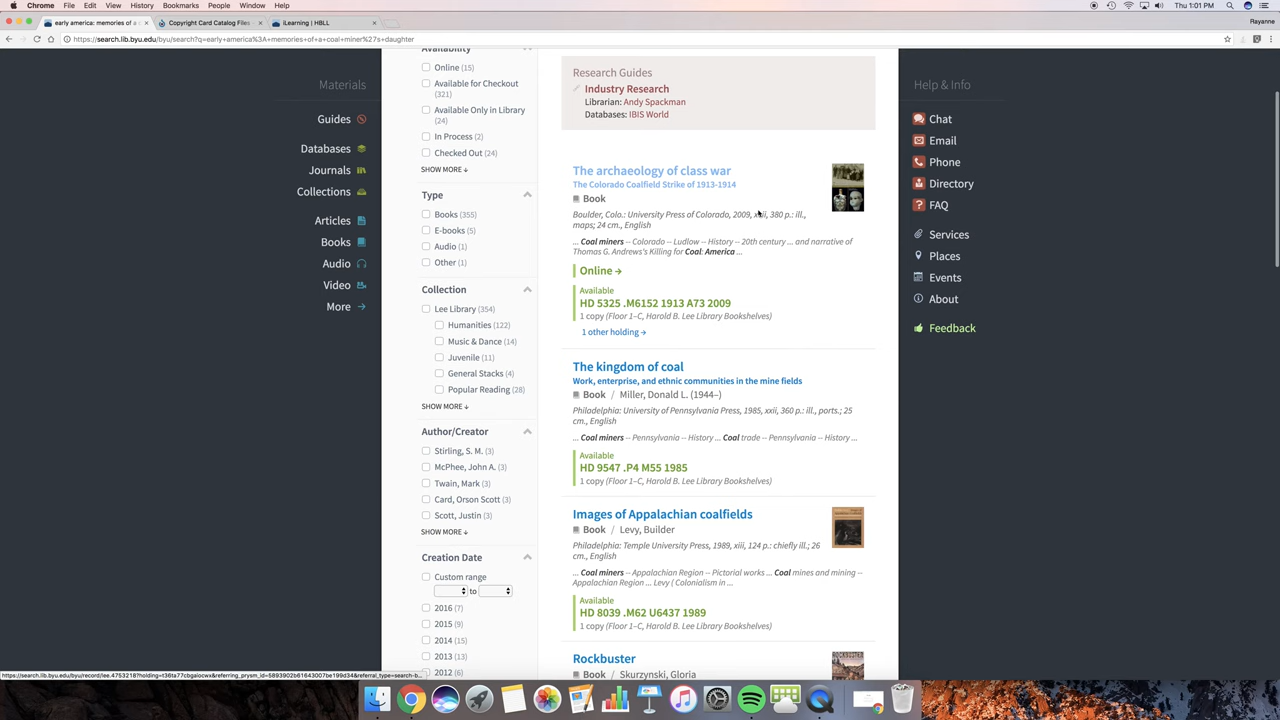 Chrome File Edit View History Bookmarks People Window Help Thu 1:01 PM
early america: memories of a c Copyright Card Catalog Files - iLearning | HBLL Rayanne
https://search.lib.byu.edu/byu/search?q=early+america%3A+memories+of+a+coal+miner%27s+daughter
Availability
Online (15)
Available for Checkout
(321)
Available Only in Library
(24)
In Process (2)
Checked Out (24)
SHOW MORE ↓
Type
Books (355)
E-books (5)
Audio (1)
Other (1)
Collection
Lee Library (354)
Humanities (122)
Music & Dance (14)
Juvenile (11)
General Stacks (4)
Popular Reading (28)
SHOW MORE ↓
Author/Creator
Stirling, S. M. (3)
McPhee, John A. (3)
Twain, Mark (3)
Card, Orson Scott (3)
Scott, Justin (3)
SHOW MORE ↓
Creation Date
Custom range
to
2016 (7)
2015 (9)
2014 (15)
2013 (13)
2012 (6)
Materials
Guides
Databases
Journals
Collections
Articles
Books
Audio
Video
More
Research Guides
Industry Research
Librarian: Andy Spackman
Databases: IBIS World
The archaeology of class war
The Colorado Coalfield Strike of 1913-1914
Book
Boulder, Colo.: University Press of Colorado, 2009, xxii, 380 p.: ill.,
maps; 24 cm., English
... Coal miners -- Colorado -- Ludlow -- History -- 20th century ... and narrative of
Thomas G. Andrews's Killing for Coal: America ...
Online →
Available
HD 5325 .M6152 1913 A73 2009
1 copy (Floor 1–C, Harold B. Lee Library Bookshelves)
1 other holding →
The kingdom of coal
Work, enterprise, and ethnic communities in the mine fields
Book / Miller, Donald L. (1944–)
Philadelphia: University of Pennsylvania Press, 1985, xxii, 360 p.: ill., ports.; 25
cm., English
... Coal miners -- Pennsylvania -- History ... Coal trade -- Pennsylvania -- History ...
Available
HD 9547 .P4 M55 1985
1 copy (Floor 1–C, Harold B. Lee Library Bookshelves)
Images of Appalachian coalfields
Book / Levy, Builder
Philadelphia: Temple University Press, 1989, xiii, 124 p.: chiefly ill.; 26
cm., English
... Coal miners -- Appalachian Region -- Pictorial works ... Coal mines and mining --
Appalachian Region ... Levy ( Colonialism in ...
Available
HD 8039 .M62 U6437 1989
1 copy (Floor 1–C, Harold B. Lee Library Bookshelves)
Rockbuster
Book / Skurzynski, Gloria
ROCKBUSTER
Help & Info
Chat
Email
Phone
Directory
FAQ
Services
Places
Events
About
Feedback